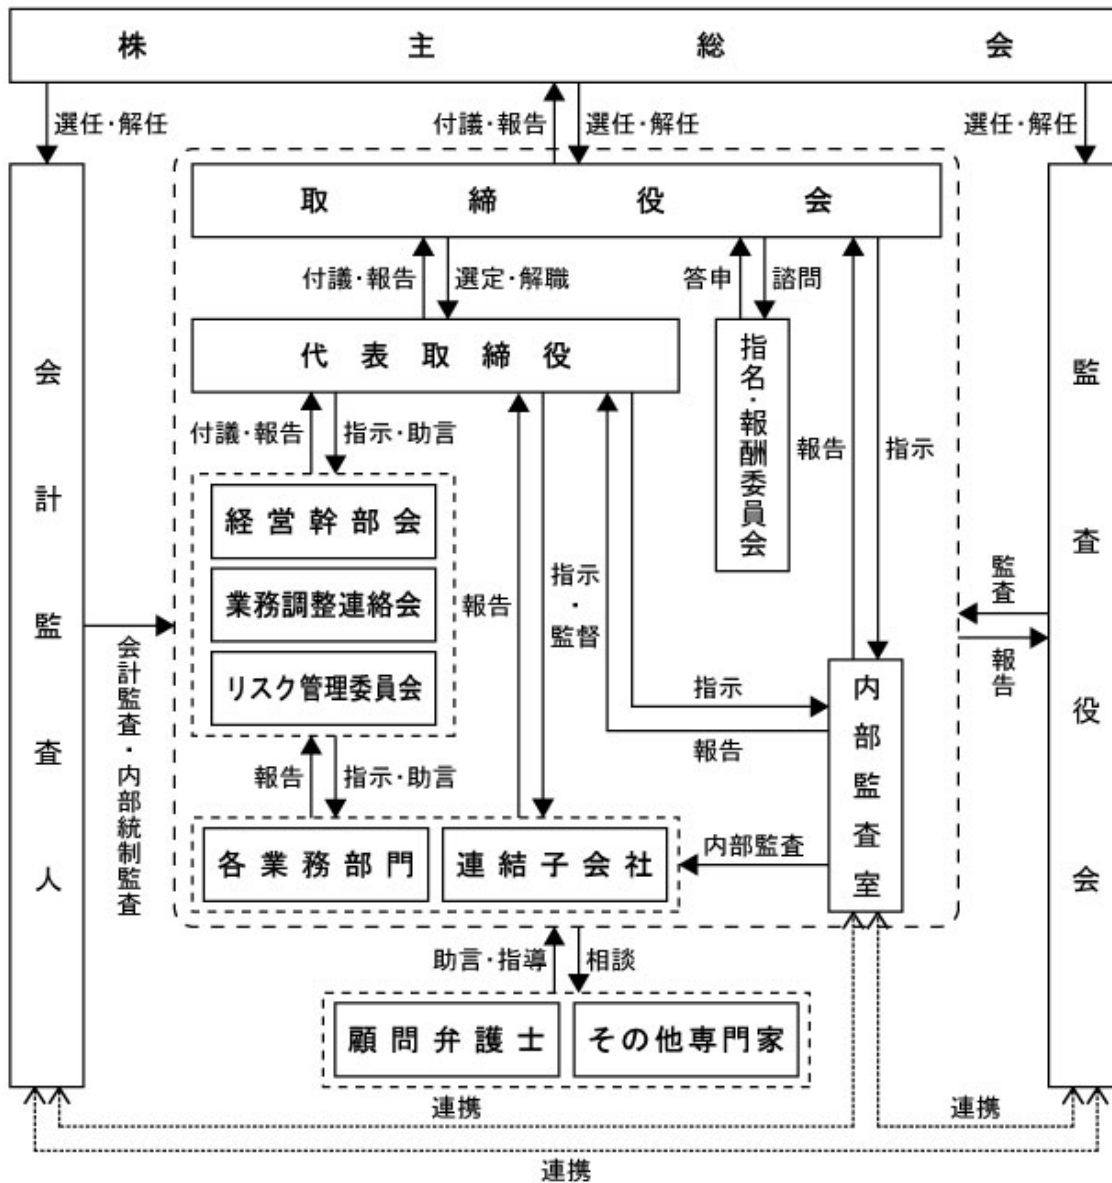 株主総会
選任・解任
付議・報告
選任・解任
選任・解任
取締役会
付議・報告
選定・解職
答申
諮問
代表取締役
指名・報酬委員会
会計監査人
監査役会
付議・報告
指示・助言
報告
指示
経営幹部会
業務調整連絡会
リスク管理委員会
報告
指示・監督
監査
報告
会計監査・内部統制監査
指示
報告
内部監査室
報告
指示・助言
各業務部門
連結子会社
内部監査
助言・指導
相談
顧問弁護士
その他専門家
連携
連携
連携